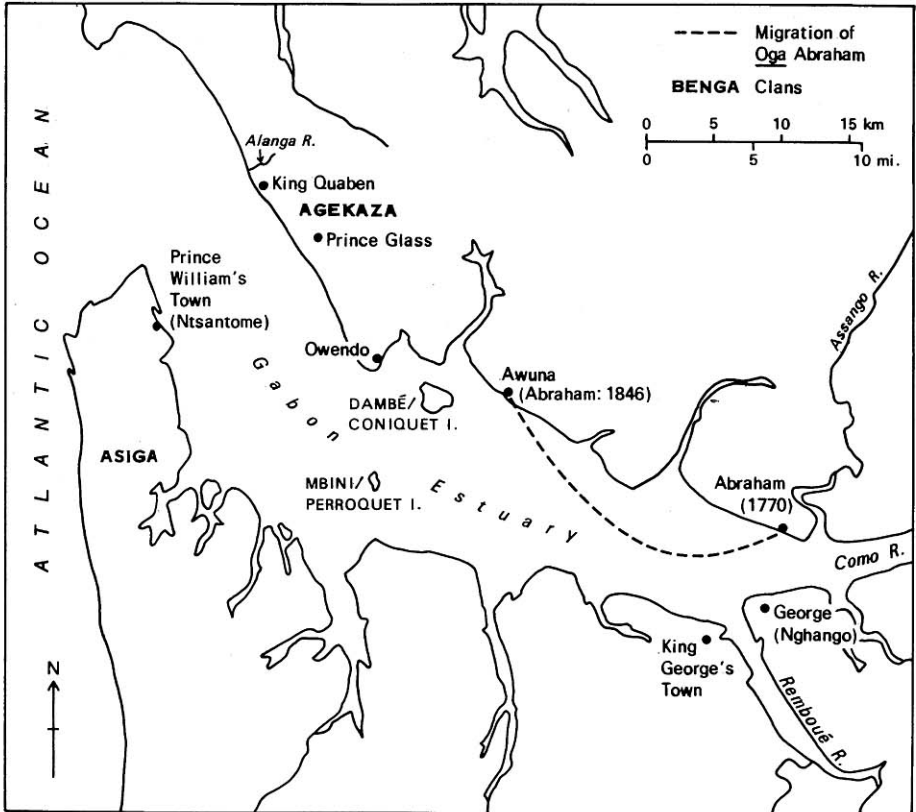 Migration of
Oga Abraham
BENGA Clans
0 5 10 15 km
0 5 10 mi.
ATLANTIC OCEAN
Alanga R.
King Quaben
AGEKAZA
Prince Glass
Prince
William's
Town
(Ntsantome)
Assango R.
Owendo
Gabon
Estuary
DAMBÉ/
CONIQUET I.
Awuna
(Abraham: 1846)
ASIGA
MBINI/
PERROQUET I.
Abraham
(1770)
Como R.
George
(Nghango)
King
George's
Town
Remboué R.
N